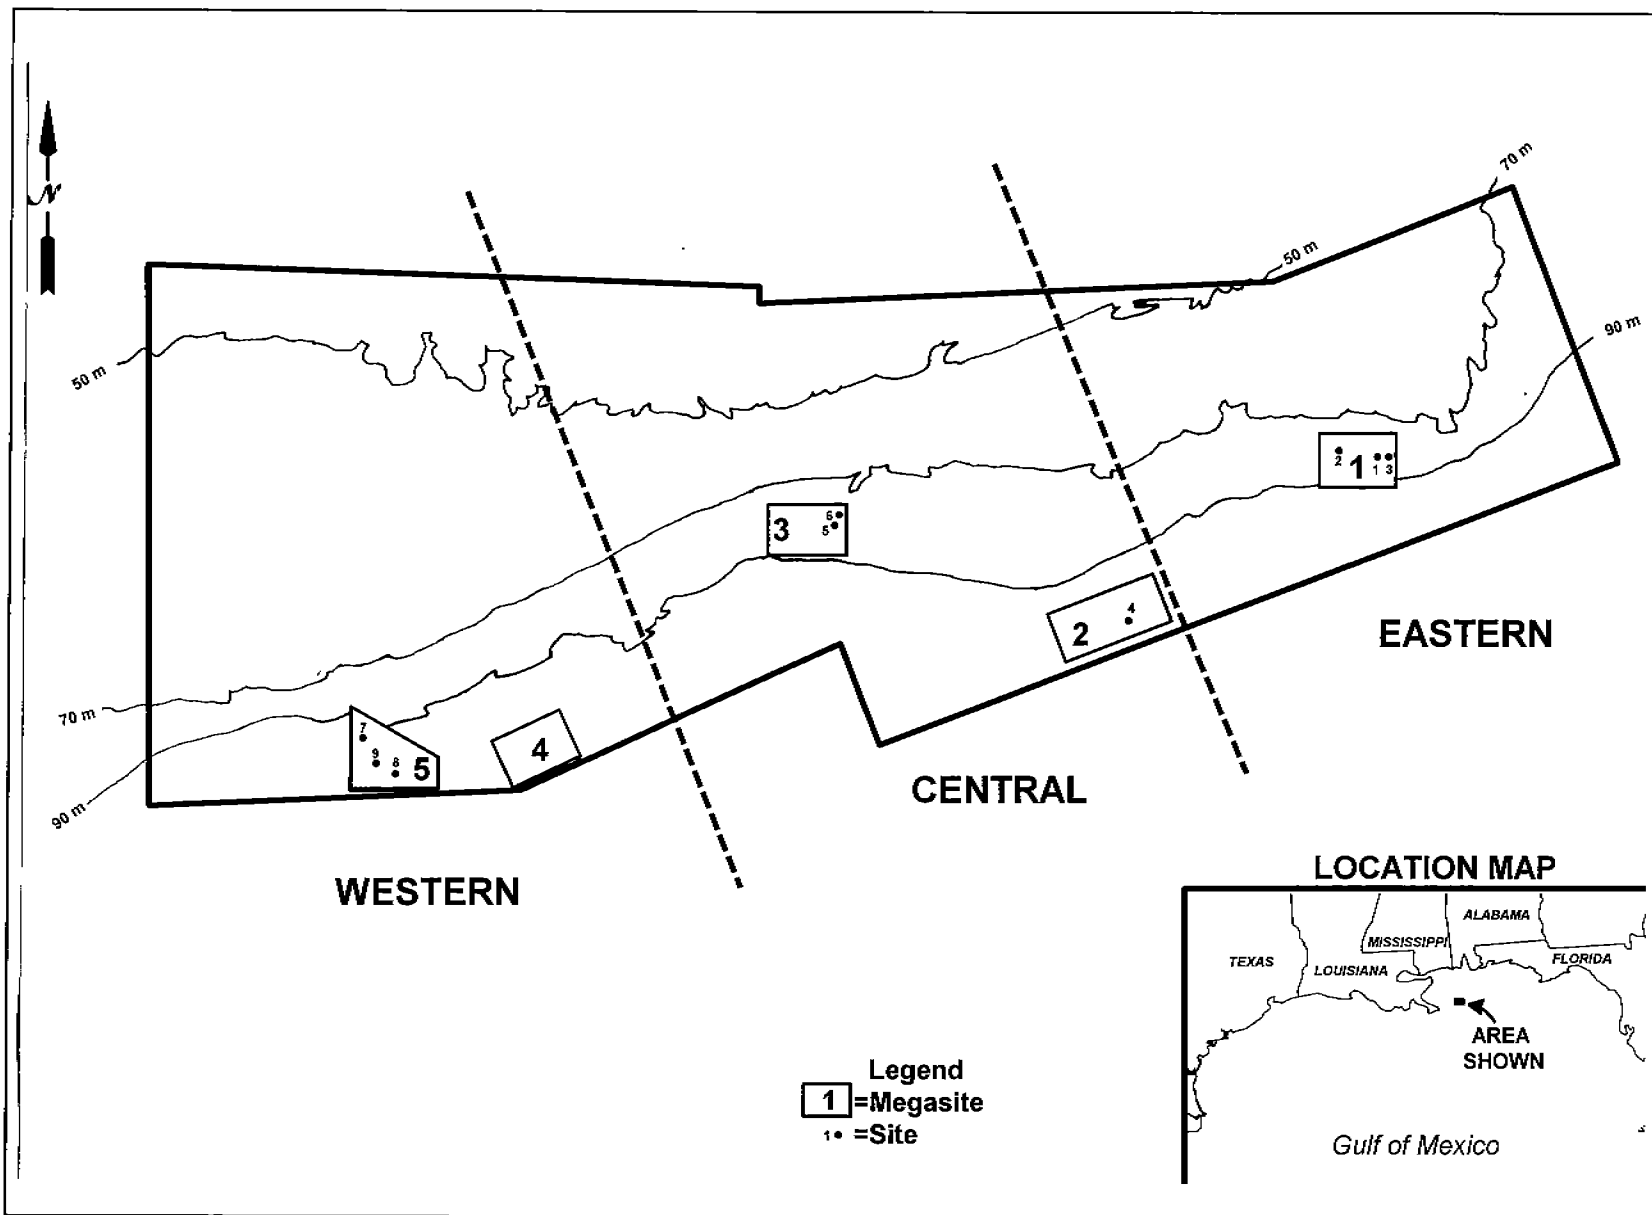 N
70 m
50 m
90 m
50 m
2
1
1
3
6
5
3
4
2
EASTERN
70 m
7
9
8
5
4
90 m
CENTRAL
WESTERN
LOCATION MAP
ALABAMA
MISSISSIPPI
TEXAS
LOUISIANA
FLORIDA
AREA
SHOWN
Gulf of Mexico
Legend
1 =Megasite
1 =Site